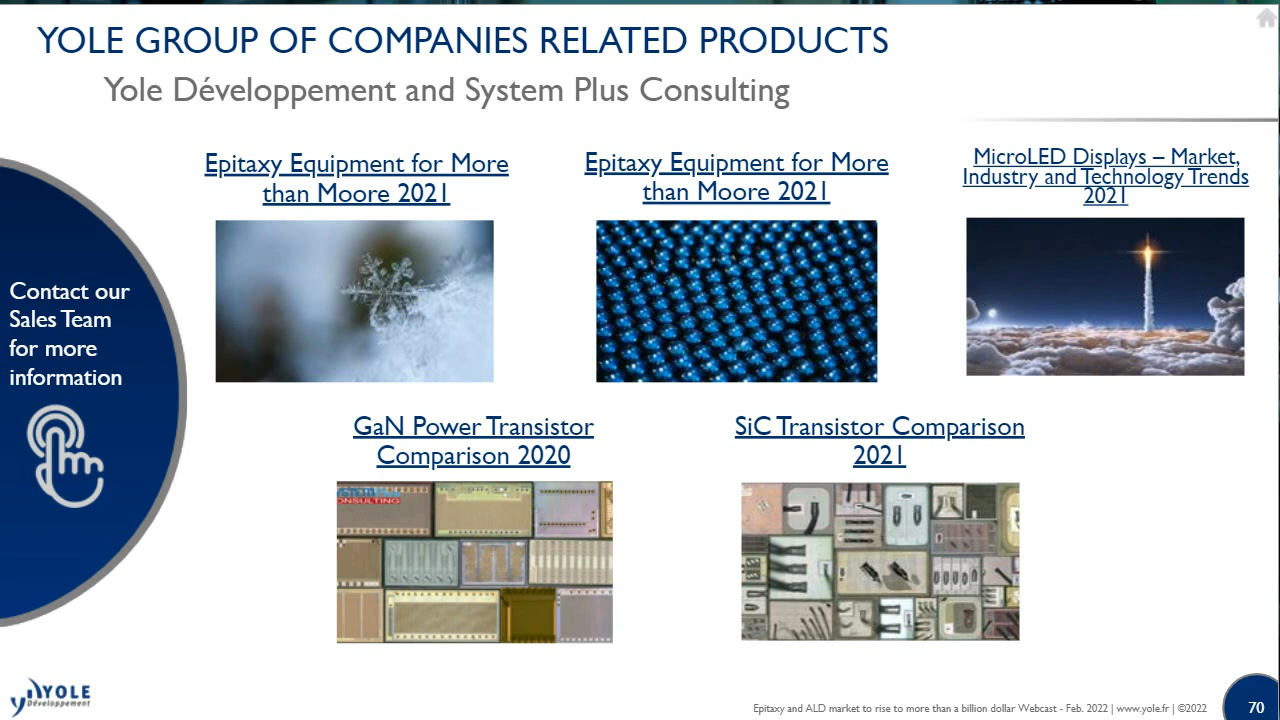 YOLE GROUP OF COMPANIES RELATED PRODUCTS
Yole Développement and System Plus Consulting
Epitaxy Equipment for More
than Moore 2021
Epitaxy Equipment for More
than Moore 2021
MicroLED Displays – Market,
Industry and Technology Trends
2021
Contact our
Sales Team
for more
information
GaN Power Transistor
Comparison 2020
SiC Transistor Comparison
2021
CONSULTING
YOLE
Développement
Epitaxy and ALD market to rise to more than a billion dollar Webcast - Feb. 2022 | www.yole.fr | ©2022
70